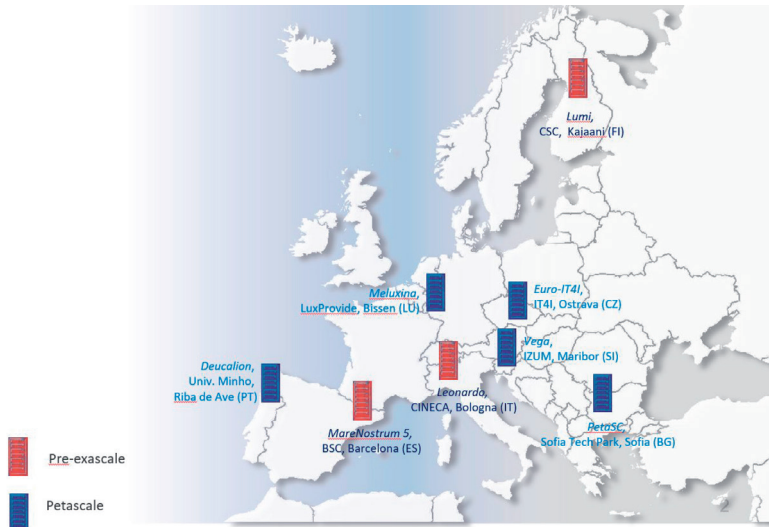 Lumi,
CSC, Kajaani (FI)
Meluxina,
LuxProvide, Bissen (LU)
Euro-IT4I,
IT4I, Ostrava (CZ)
Vega,
IZUM, Maribor (SI)
Deucalion,
Univ. Minho,
Riba de Ave (PT)
Leonardo,
CINECA, Bologna (IT)
PetaSC,
Sofia Tech Park, Sofia (BG)
MareNostrum 5,
BSC, Barcelona (ES)
Pre-exascale
Petascale
2